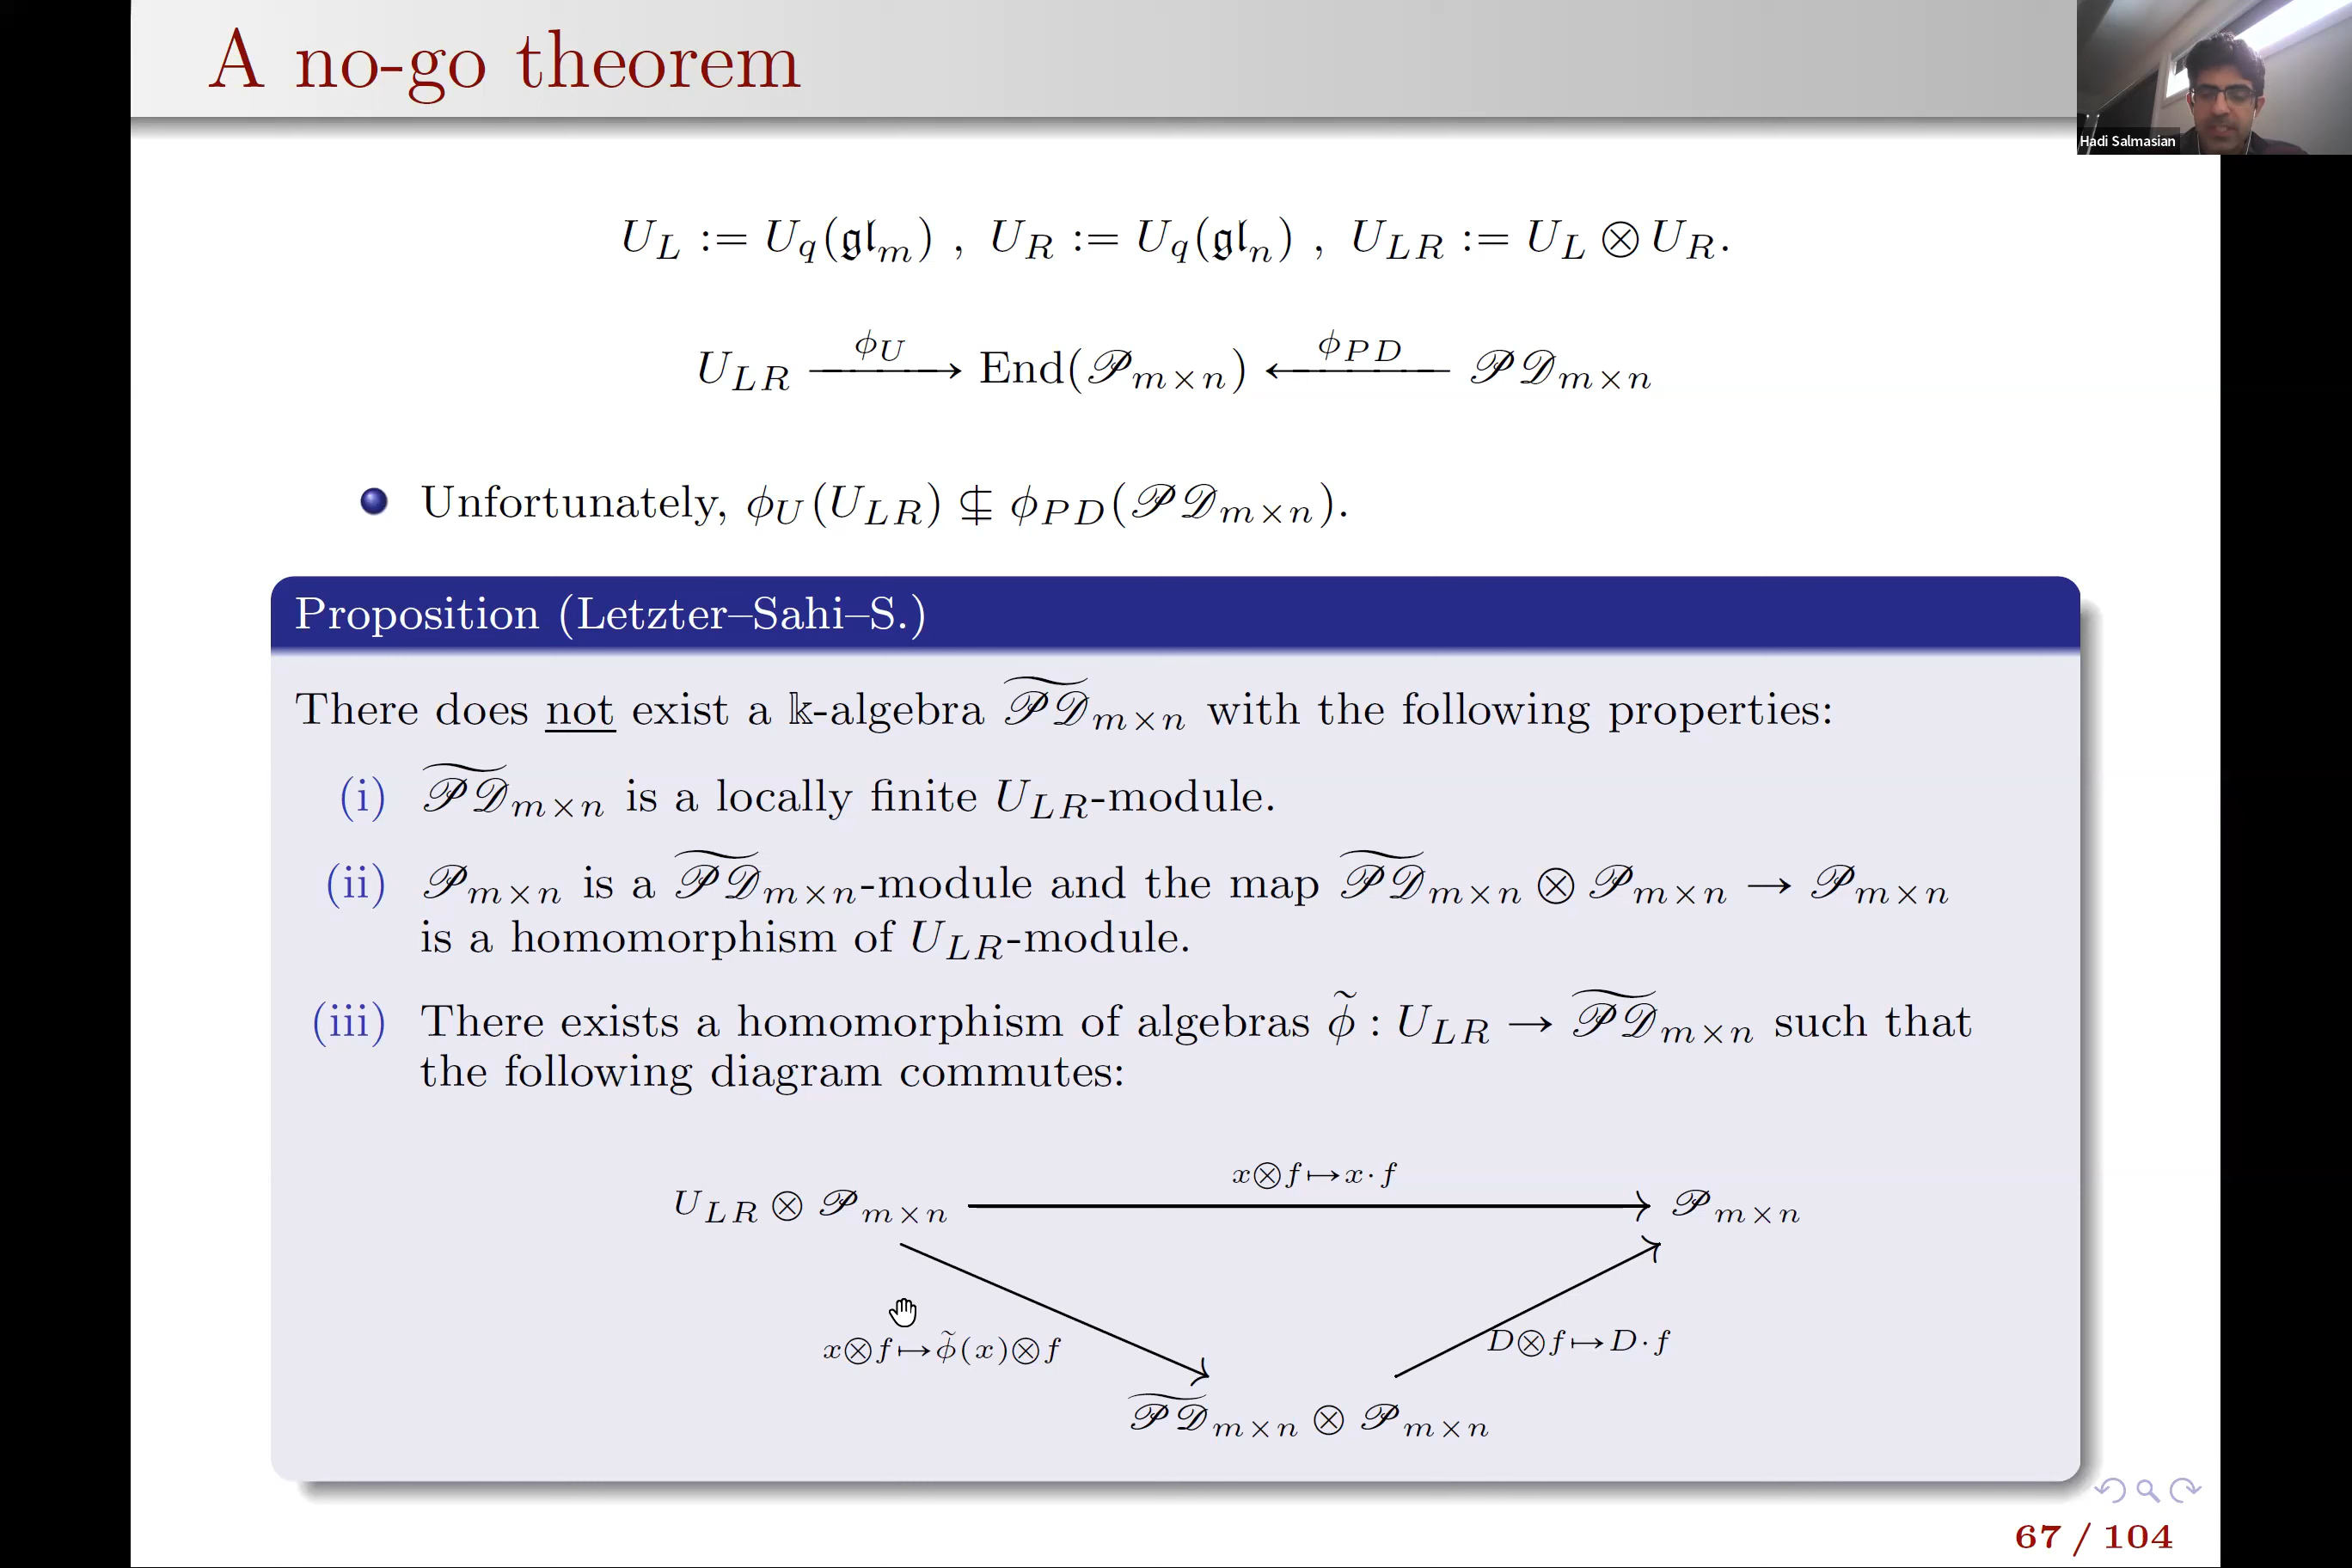 A no-go theorem
Hadi Salmasian
U_L := U_q(𝔤𝔩_m) , U_R := U_q(𝔤𝔩_n) , U_{LR} := U_L ⊗ U_R.
U_{LR} —ϕ_U→ End(𝒫_{m×n}) ←ϕ_{PD}— 𝒫𝒟_{m×n}
Unfortunately, ϕ_U(U_{LR}) ⊈ ϕ_{PD}(𝒫𝒟_{m×n}).
Proposition (Letzter–Sahi–S.)
There does not exist a 𝕜-algebra \widetilde{𝒫𝒟}_{m×n} with the following properties:
(i) \widetilde{𝒫𝒟}_{m×n} is a locally finite U_{LR}-module.
(ii) 𝒫_{m×n} is a \widetilde{𝒫𝒟}_{m×n}-module and the map \widetilde{𝒫𝒟}_{m×n} ⊗ 𝒫_{m×n} → 𝒫_{m×n}
is a homomorphism of U_{LR}-module.
(iii) There exists a homomorphism of algebras \tilde{ϕ} : U_{LR} → \widetilde{𝒫𝒟}_{m×n} such that
the following diagram commutes:
x⊗f↦x·f
U_{LR} ⊗ 𝒫_{m×n} → 𝒫_{m×n}
x⊗f↦\tilde{ϕ}(x)⊗f
D⊗f↦D·f
\widetilde{𝒫𝒟}_{m×n} ⊗ 𝒫_{m×n}
67 / 104